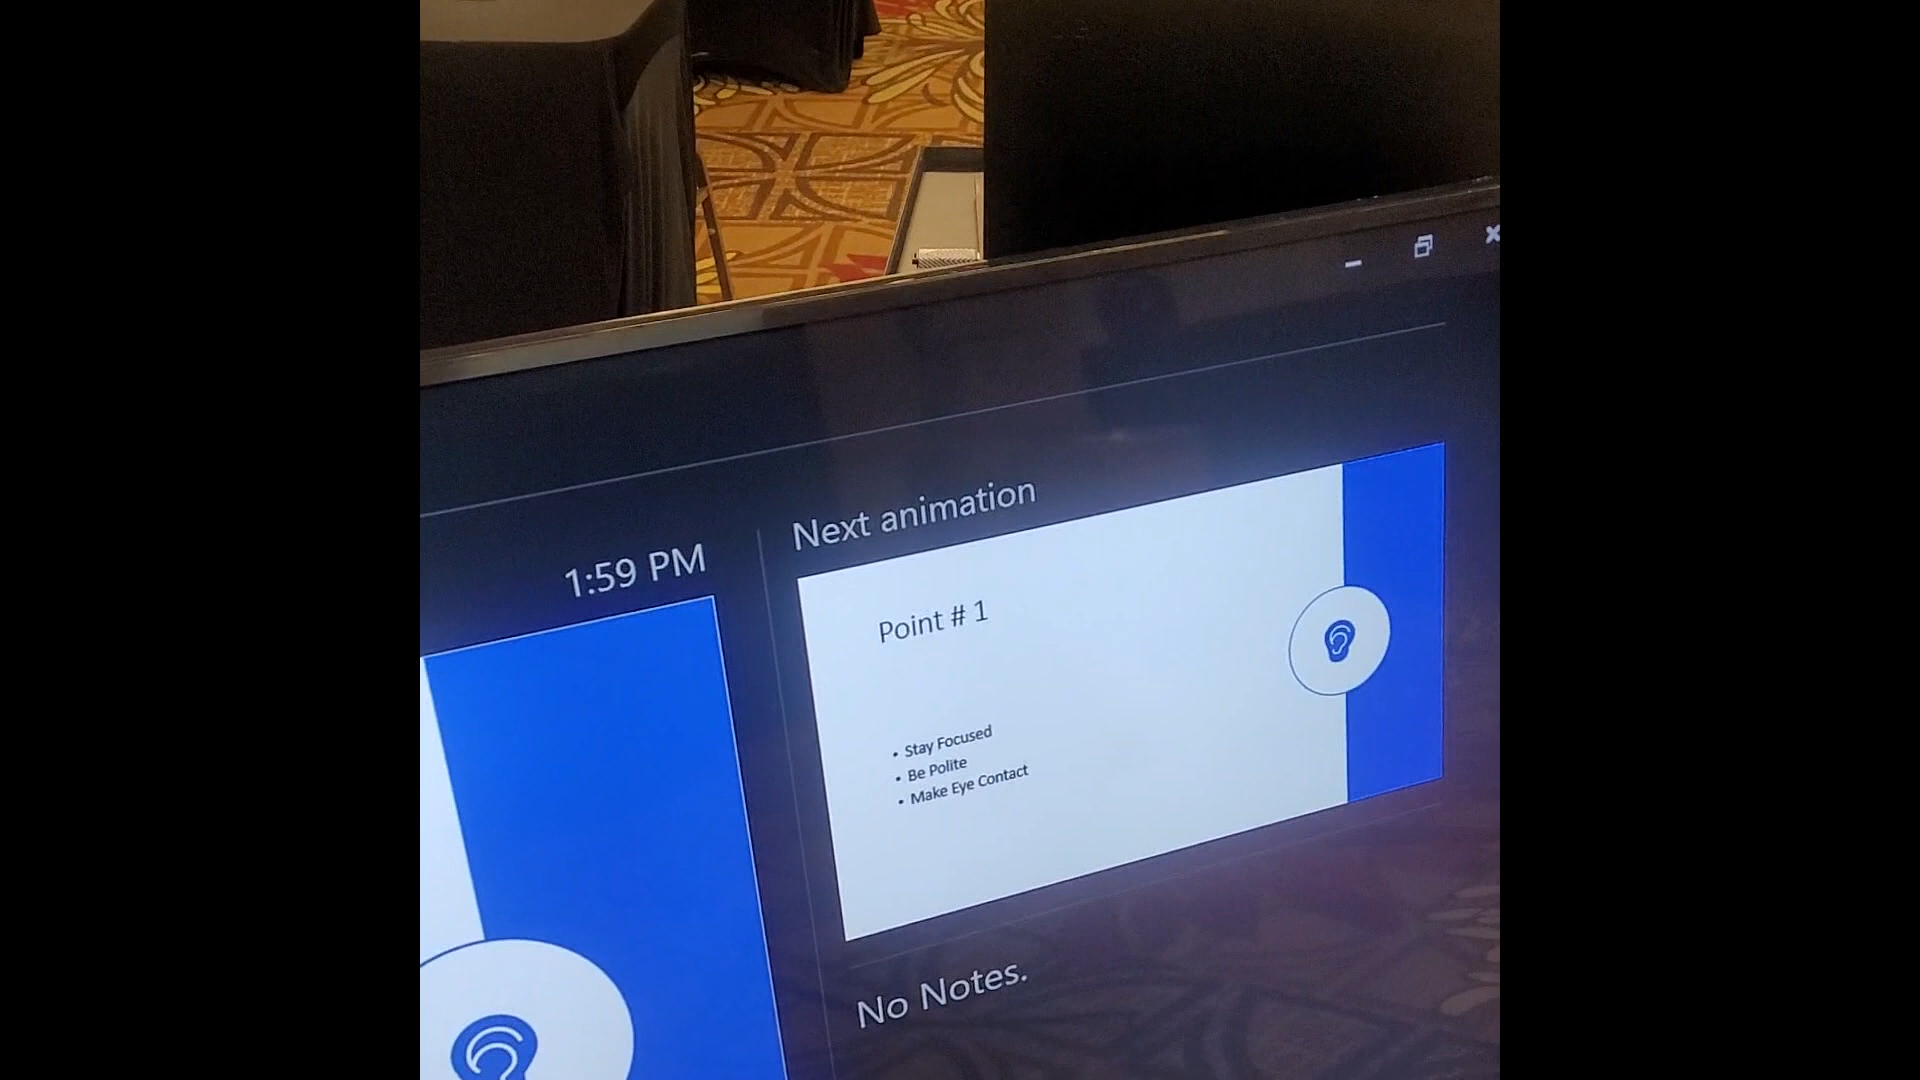 Next animation
1:59 PM
Point # 1
• Stay Focused
• Be Polite
• Make Eye Contact
No Notes.